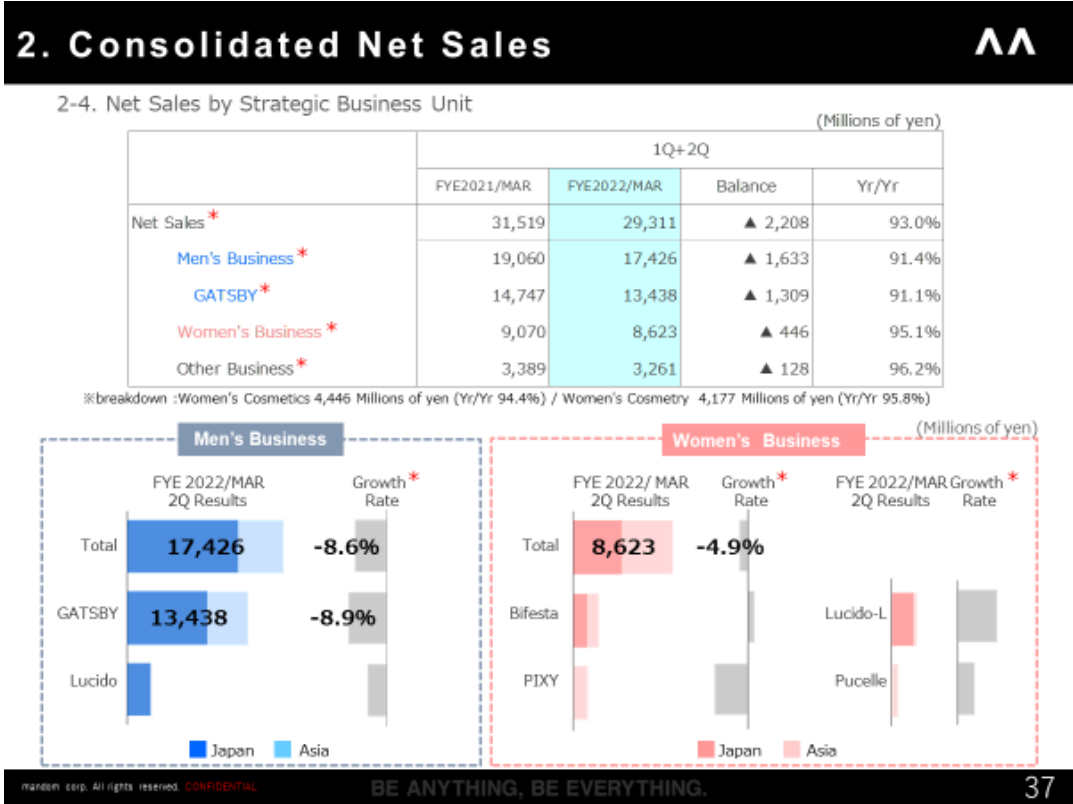 2. Consolidated Net Sales
2-4. Net Sales by Strategic Business Unit
(Millions of yen)
1Q+2Q
FYE2021/MAR FYE2022/MAR Balance Yr/Yr
Net Sales* 31,519 29,311 ▲ 2,208 93.0%
Men's Business* 19,060 17,426 ▲ 1,633 91.4%
GATSBY* 14,747 13,438 ▲ 1,309 91.1%
Women's Business* 9,070 8,623 ▲ 446 95.1%
Other Business* 3,389 3,261 ▲ 128 96.2%
※breakdown :Women's Cosmetics 4,446 Millions of yen (Yr/Yr 94.4%) / Women's Cosmetry 4,177 Millions of yen (Yr/Yr 95.8%)
Men's Business
FYE 2022/MAR Growth*
2Q Results Rate
Total 17,426 -8.6%
GATSBY 13,438 -8.9%
Lucido
Japan Asia
Women's Business
(Millions of yen)
FYE 2022/ MAR Growth* FYE 2022/MAR Growth*
2Q Results Rate 2Q Results Rate
Total 8,623 -4.9%
Bifesta Lucido-L
PIXY Pucelle
Japan Asia
mandom corp. All rights reserved. CONFIDENTIAL
BE ANYTHING, BE EVERYTHING.
37